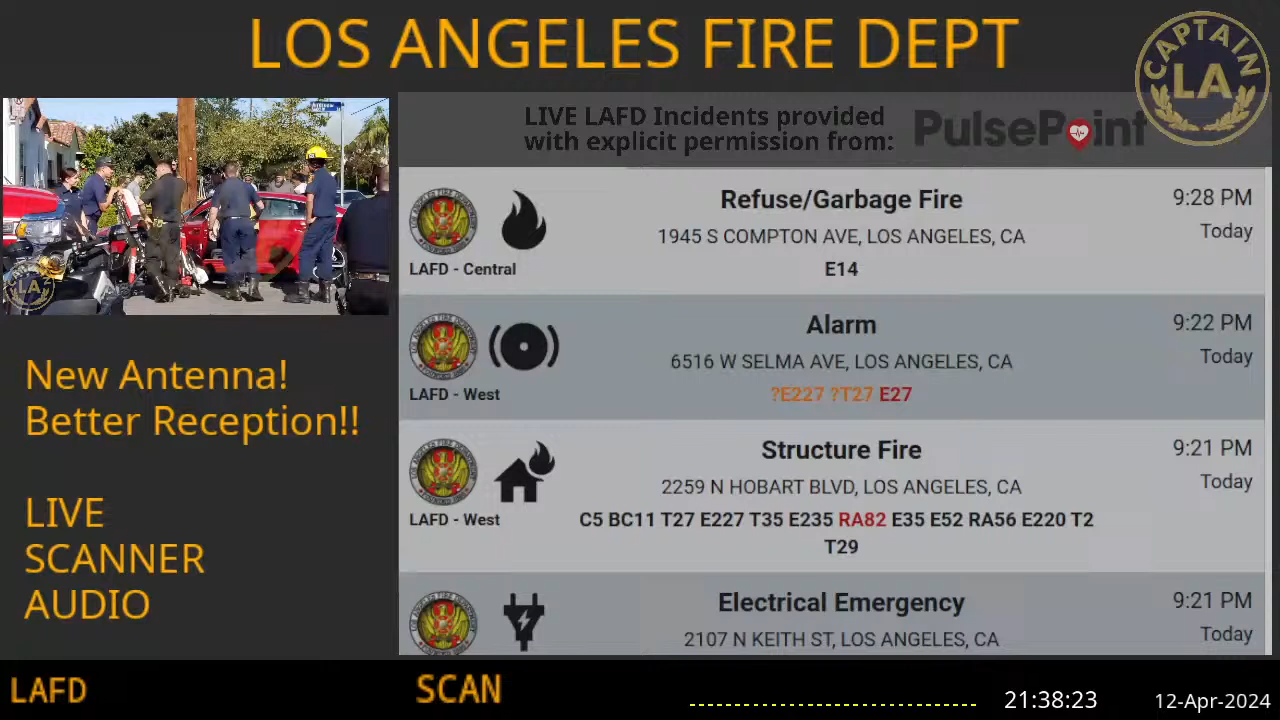 LOS ANGELES FIRE DEPT
CAPTAIN
LA
LIVE LAFD Incidents provided
with explicit permission from:
PulsePoint
Refuse/Garbage Fire
9:28 PM
1945 S COMPTON AVE, LOS ANGELES, CA
Today
LAFD - Central
E14
Alarm
9:22 PM
6516 W SELMA AVE, LOS ANGELES, CA
Today
LAFD - West
?E227 ?T27 E27
Structure Fire
9:21 PM
2259 N HOBART BLVD, LOS ANGELES, CA
Today
LAFD - West
C5 BC11 T27 E227 T35 E235 RA82 E35 E52 RA56 E220 T2
T29
Electrical Emergency
9:21 PM
2107 N KEITH ST, LOS ANGELES, CA
Today
New Antenna!
Better Reception!!
LIVE
SCANNER
AUDIO
LAFD
SCAN
21:38:23
12-Apr-2024